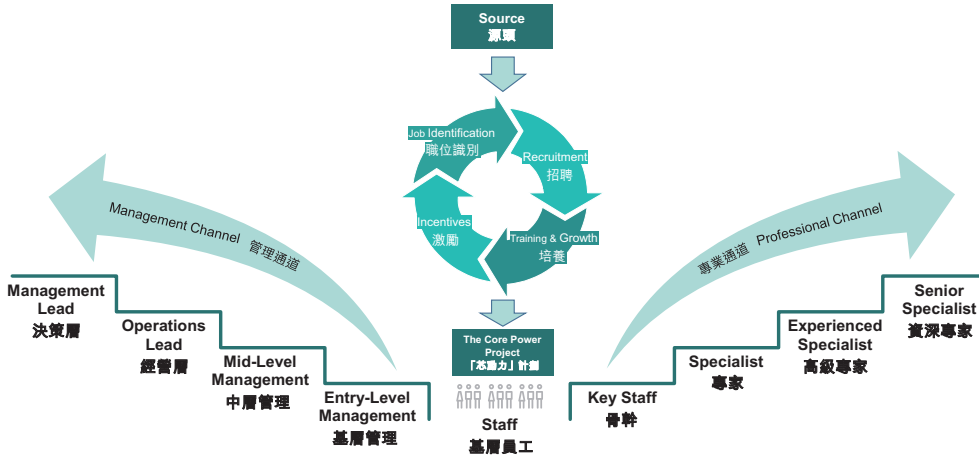 Source
源頭
Job Identification
職位識別
Recruitment
招聘
Incentives
激勵
Training & Growth
培養
Management Channel 管理通道
專業通道 Professional Channel
Management
Lead
決策層
Operations
Lead
經營層
Mid-Level
Management
中層管理
Entry-Level
Management
基層管理
The Core Power
Project
「芯動力」計劃
Staff
基層員工
Key Staff
骨幹
Specialist
專家
Experienced
Specialist
高級專家
Senior
Specialist
資深專家